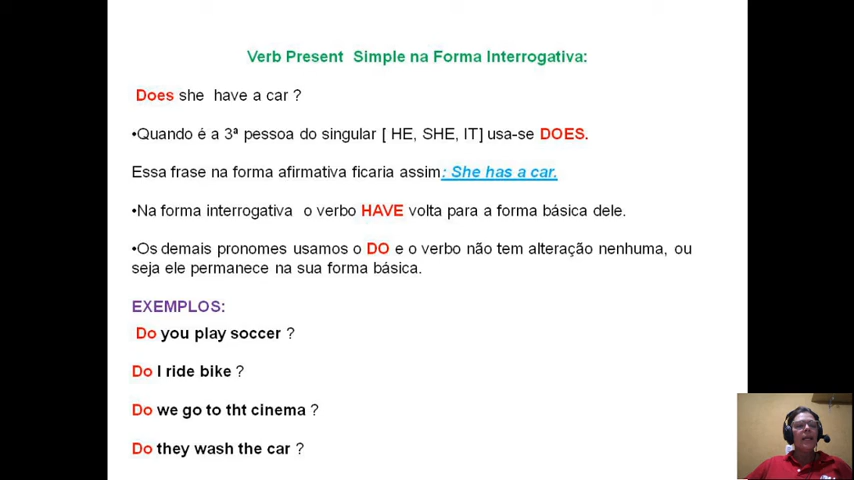 Verb Present Simple na Forma Interrogativa:
Does she have a car ?
•Quando é a 3ª pessoa do singular [ HE, SHE, IT] usa-se DOES.
Essa frase na forma afirmativa ficaria assim: She has a car.
•Na forma interrogativa o verbo HAVE volta para a forma básica dele.
•Os demais pronomes usamos o DO e o verbo não tem alteração nenhuma, ou
seja ele permanece na sua forma básica.
EXEMPLOS:
Do you play soccer ?
Do I ride bike ?
Do we go to tht cinema ?
Do they wash the car ?